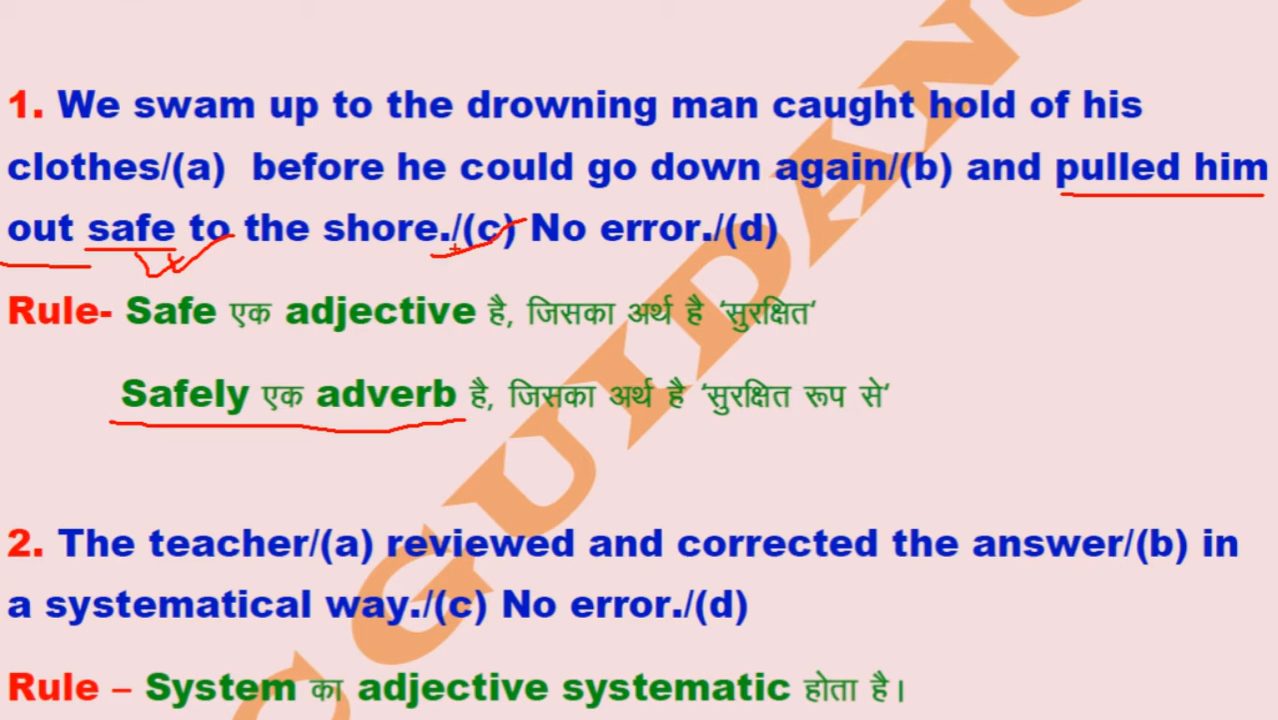 1. We swam up to the drowning man caught hold of his
clothes/(a) before he could go down again/(b) and pulled him
out safe to the shore./(c) No error./(d)
Rule- Safe एक adjective है, जिसका अर्थ है ‘सुरक्षित‘
Safely एक adverb है, जिसका अर्थ है ‘सुरक्षित रूप से‘
2. The teacher/(a) reviewed and corrected the answer/(b) in
a systematical way./(c) No error./(d)
Rule – System का adjective systematic होता है।